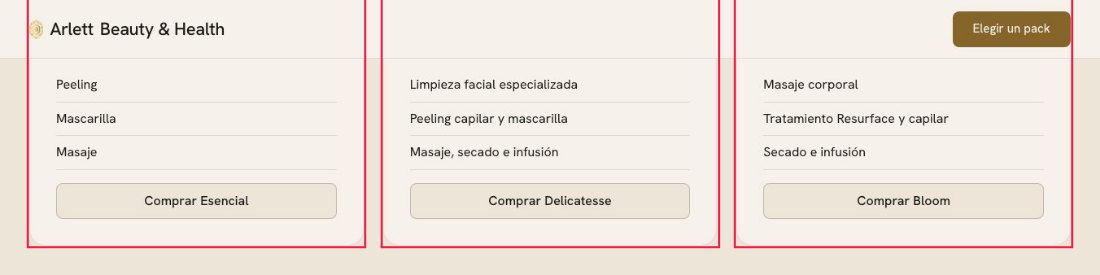 Arlett Beauty & Health
Elegir un pack
Peeling
Mascarilla
Masaje
Comprar Esencial
Limpieza facial especializada
Peeling capilar y mascarilla
Masaje, secado e infusión
Comprar Delicatesse
Masaje corporal
Tratamiento Resurface y capilar
Secado e infusión
Comprar Bloom